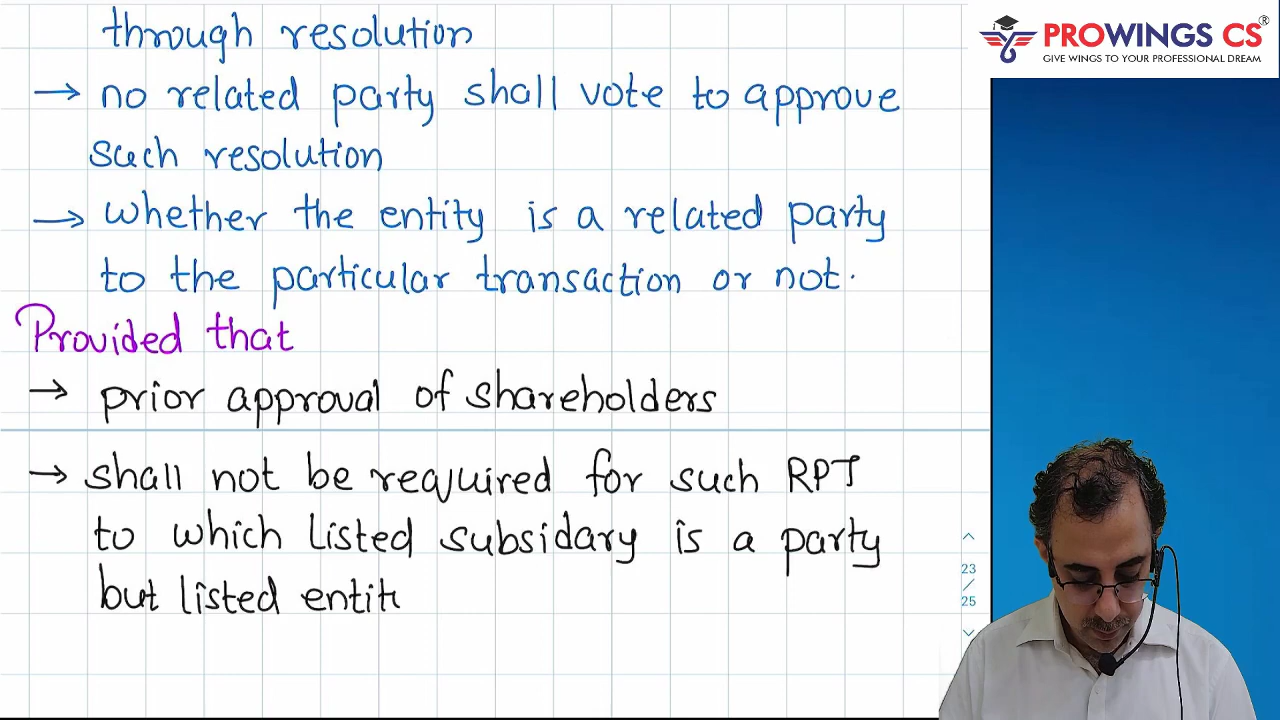 through resolution
→ no related party shall vote to approve
such resolution
→ whether the entity is a related party
to the particular transaction or not.
Provided that
→ prior approval of shareholders
→ shall not be required for such RPT
to which listed subsidary is a party
but listed entit
PROWINGS CS®
GIVE WINGS TO YOUR PROFESSIONAL DREAM
23
/
25